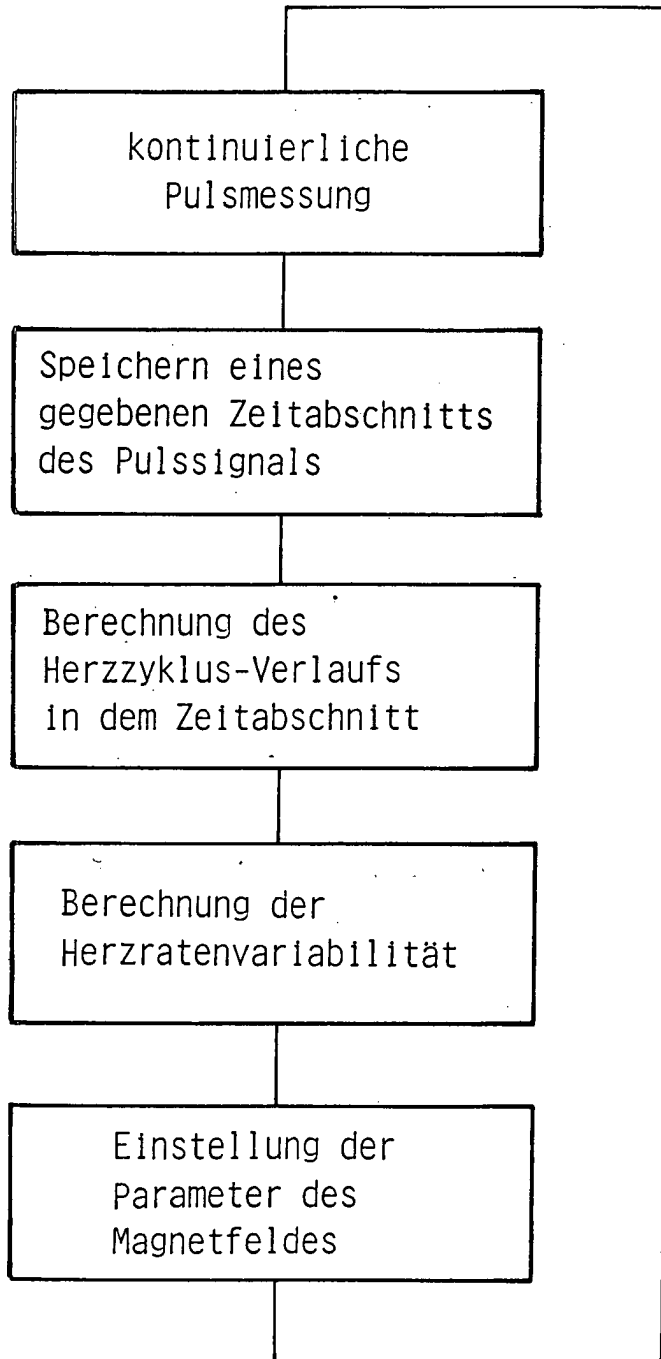 kontinuierliche
Pulsmessung
Speichern eines
gegebenen Zeitabschnitts
des Pulssignals
Berechnung des
Herzzyklus-Verlaufs
in dem Zeitabschnitt
Berechnung der
Herzratenvariabilität
Einstellung der
Parameter des
Magnetfeldes